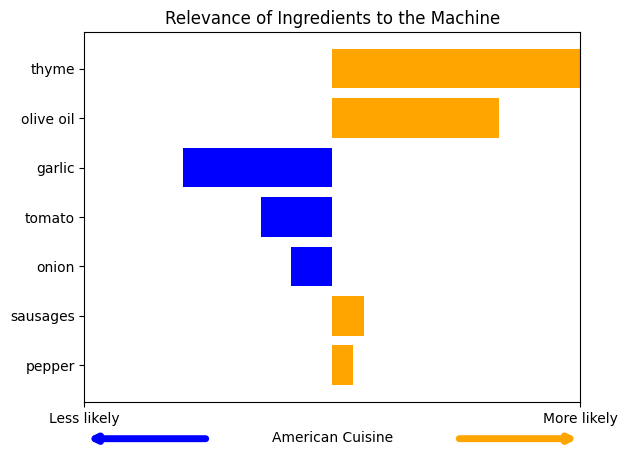 Relevance of Ingredients to the Machine
thyme
olive oil
garlic
tomato
onion
sausages
pepper
Less likely More likely
American Cuisine